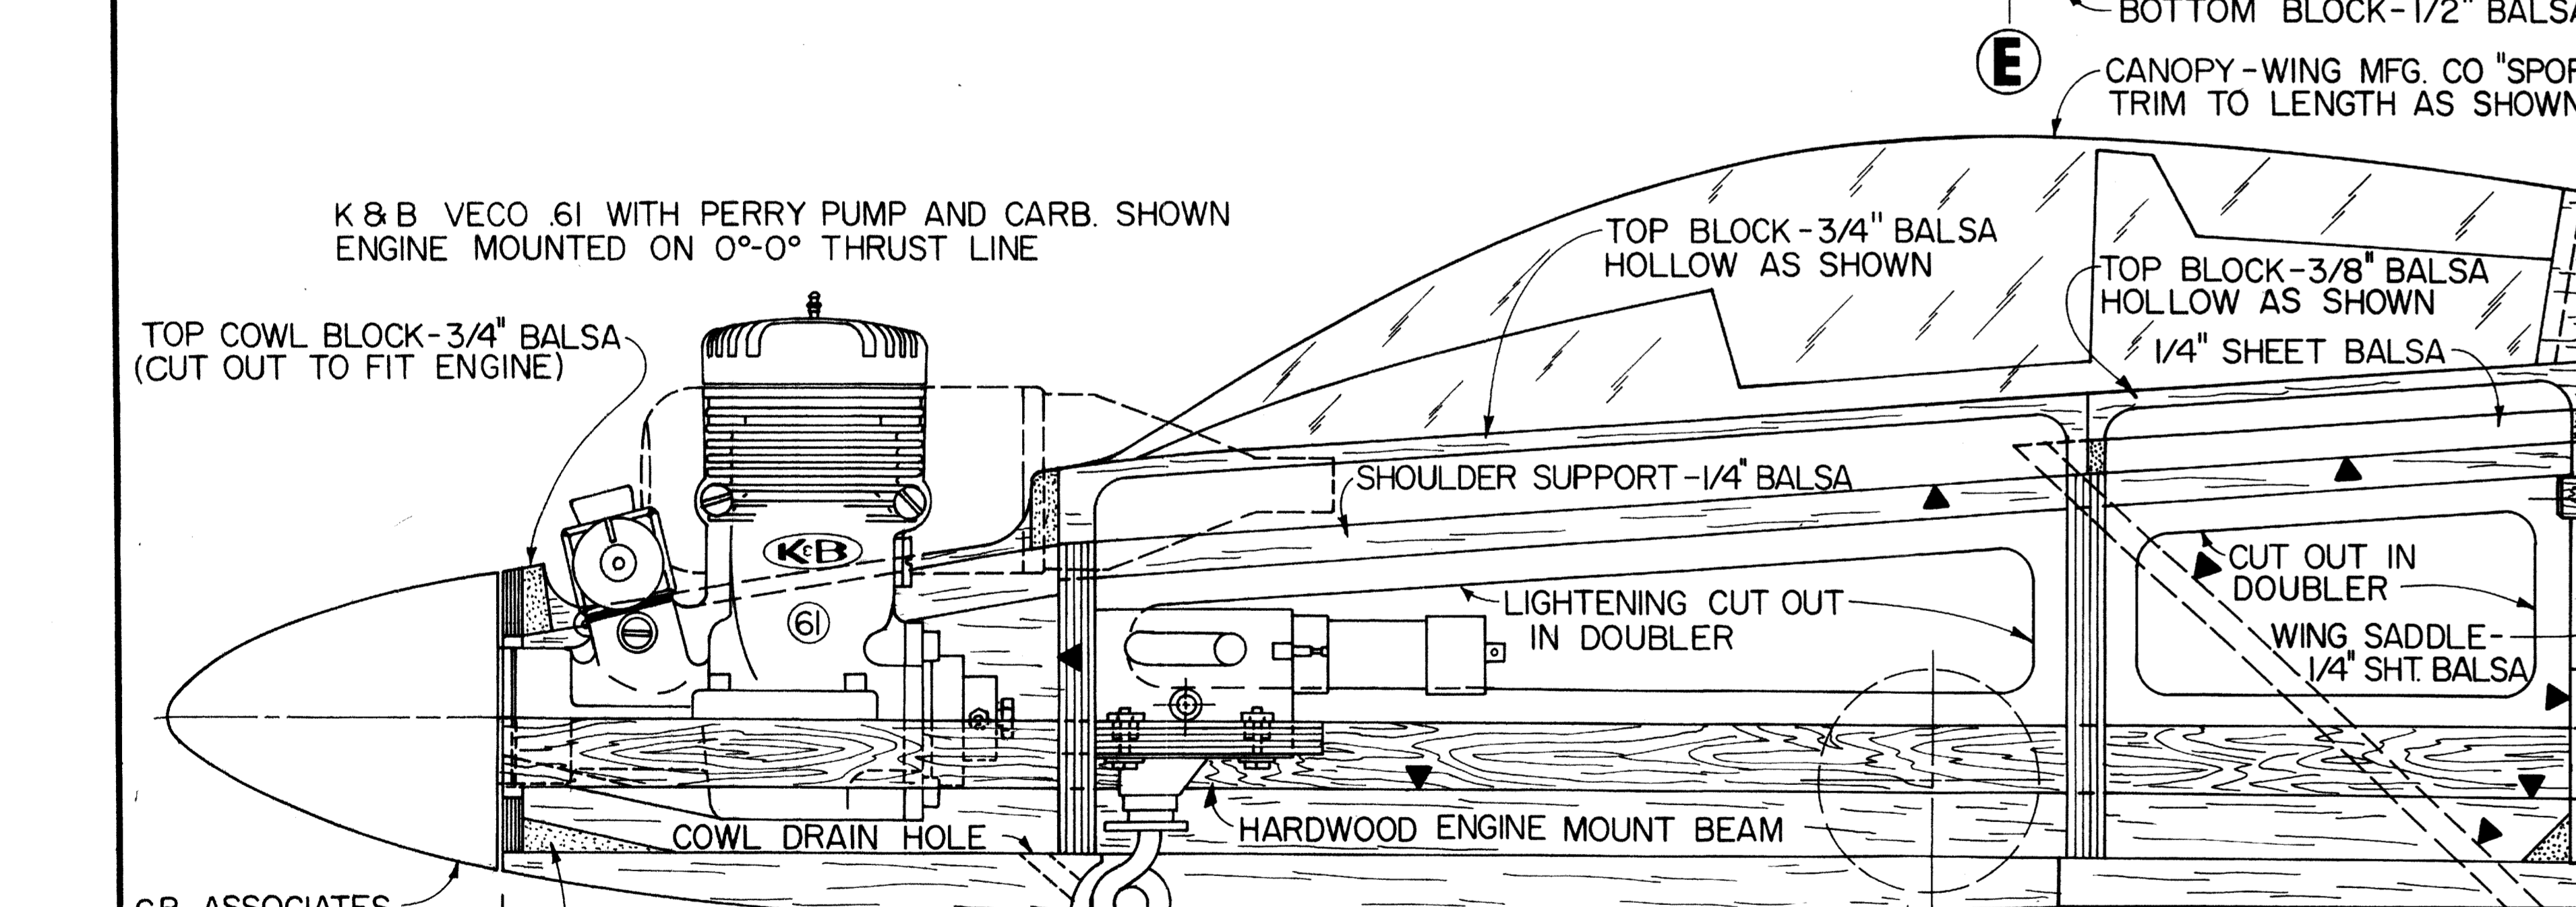 BOTTOM BLOCK-1/2" BALSA
E
CANOPY-WING MFG. CO
TRIM TO LENGTH AS SHOWN
K & B VECO .61 WITH PERRY PUMP AND CARB. SHOWN
ENGINE MOUNTED ON 0°-0° THRUST LINE
TOP BLOCK-3/4" BALSA
HOLLOW AS SHOWN
TOP BLOCK-3/8" BALSA
HOLLOW AS SHOWN
1/4" SHEET BALSA
TOP COWL BLOCK-3/4" BALSA
(CUT OUT TO FIT ENGINE)
SHOULDER SUPPORT-1/4" BALSA
K&B
61
CUT OUT IN
DOUBLER
LIGHTENING CUT OUT
IN DOUBLER
WING SADDLE-
1/4" SHT. BALSA
COWL DRAIN HOLE
HARDWOOD ENGINE MOUNT BEAM
ASSOCIATES